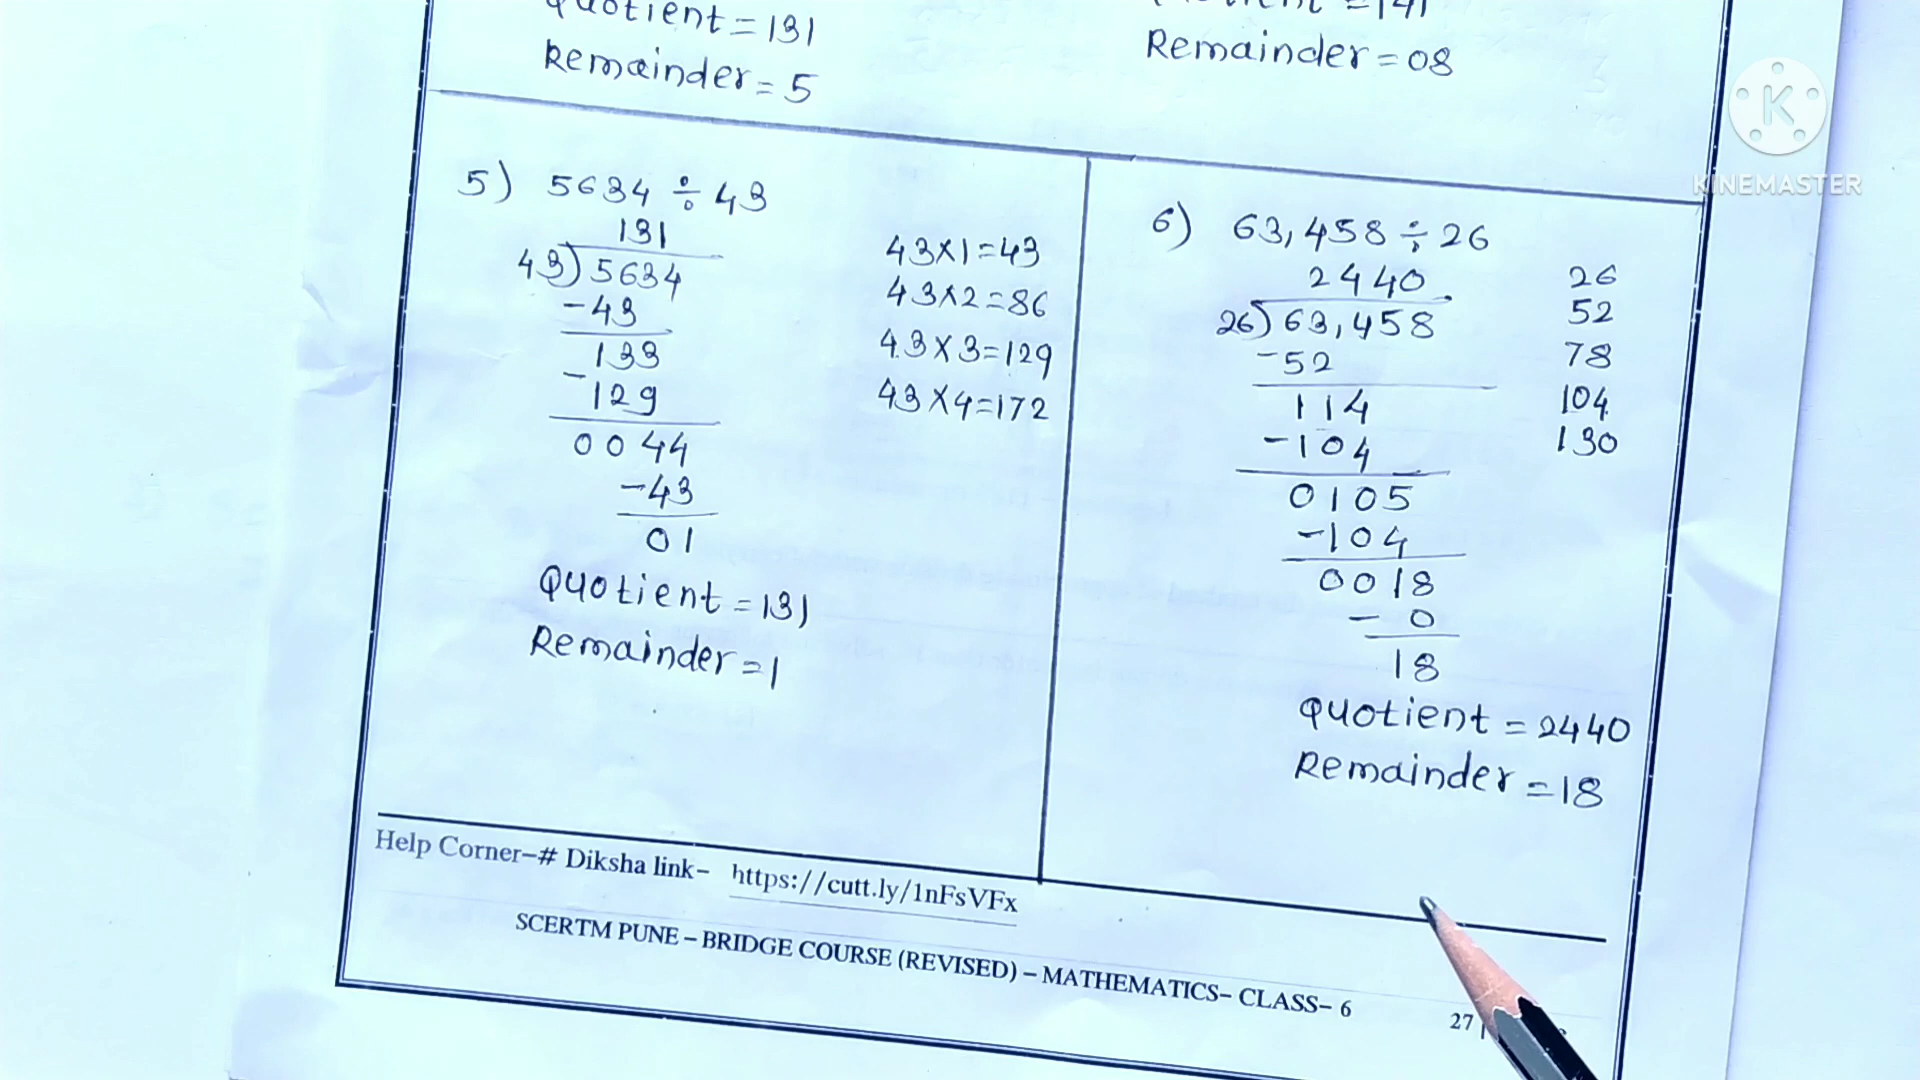 Quotient = 131
Remainder = 5
= 141
Remainder = 08
KINEMASTER
5) 5634 ÷ 43
131
43) 5634
-43
133
-129
0044
-43
01
Quotient = 131
Remainder = 1
43×1=43
43×2=86
43×3=129
43×4=172
6) 63,458 ÷ 26
2440
26) 63,458
-52
114
-104
0105
-104
0018
- 0
18
Quotient = 2440
Remainder = 18
26
52
78
104
130
Help Corner–# Diksha link– https://cutt.ly/1nFsVFx
SCERTM PUNE – BRIDGE COURSE (REVISED) – MATHEMATICS– CLASS– 6
27 |